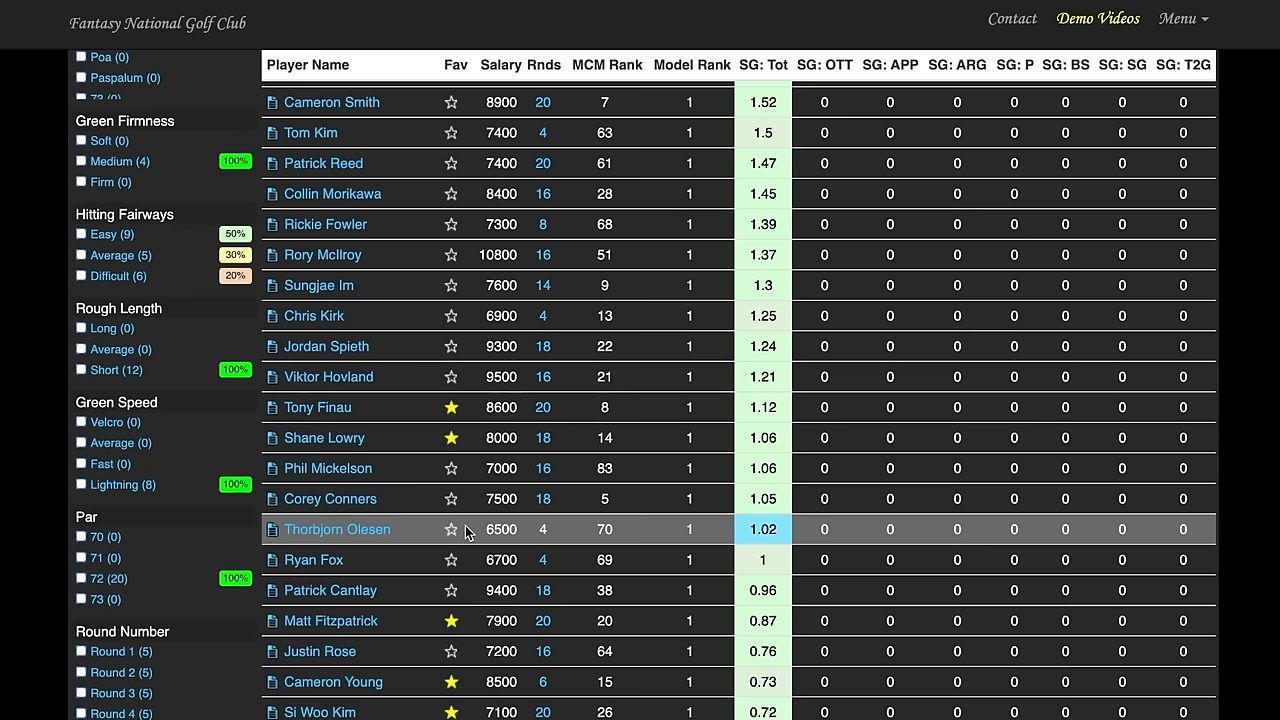 Fantasy National Golf Club
Contact Demo Videos Menu
Poa (0)
Paspalum (0)
Green Firmness
Soft (0)
Medium (4) 100%
Firm (0)
Hitting Fairways
Easy (9) 50%
Average (5) 30%
Difficult (6) 20%
Rough Length
Long (0)
Average (0)
Short (12) 100%
Green Speed
Velcro (0)
Average (0)
Fast (0)
Lightning (8) 100%
Par
70 (0)
71 (0)
72 (20) 100%
73 (0)
Round Number
Round 1 (5)
Round 2 (5)
Round 3 (5)
Round 4 (5)
Player Name Fav Salary Rnds MCM Rank Model Rank SG: Tot SG: OTT SG: APP SG: ARG SG: P SG: BS SG: SG SG: T2G
Cameron Smith 8900 20 7 1 1.52 0 0 0 0 0 0 0
Tom Kim 7400 4 63 1 1.5 0 0 0 0 0 0 0
Patrick Reed 7400 20 61 1 1.47 0 0 0 0 0 0 0
Collin Morikawa 8400 16 28 1 1.45 0 0 0 0 0 0 0
Rickie Fowler 7300 8 68 1 1.39 0 0 0 0 0 0 0
Rory McIlroy 10800 16 51 1 1.37 0 0 0 0 0 0 0
Sungjae Im 7600 14 9 1 1.3 0 0 0 0 0 0 0
Chris Kirk 6900 4 13 1 1.25 0 0 0 0 0 0 0
Jordan Spieth 9300 18 22 1 1.24 0 0 0 0 0 0 0
Viktor Hovland 9500 16 21 1 1.21 0 0 0 0 0 0 0
Tony Finau 8600 20 8 1 1.12 0 0 0 0 0 0 0
Shane Lowry 8000 18 14 1 1.06 0 0 0 0 0 0 0
Phil Mickelson 7000 16 83 1 1.06 0 0 0 0 0 0 0
Corey Conners 7500 18 5 1 1.05 0 0 0 0 0 0 0
Thorbjorn Olesen 6500 4 70 1 1.02 0 0 0 0 0 0 0
Ryan Fox 6700 4 69 1 1 0 0 0 0 0 0 0
Patrick Cantlay 9400 18 38 1 0.96 0 0 0 0 0 0 0
Matt Fitzpatrick 7900 20 20 1 0.87 0 0 0 0 0 0 0
Justin Rose 7200 16 64 1 0.76 0 0 0 0 0 0 0
Cameron Young 8500 6 15 1 0.73 0 0 0 0 0 0 0
Si Woo Kim 7100 20 26 1 0.72 0 0 0 0 0 0 0